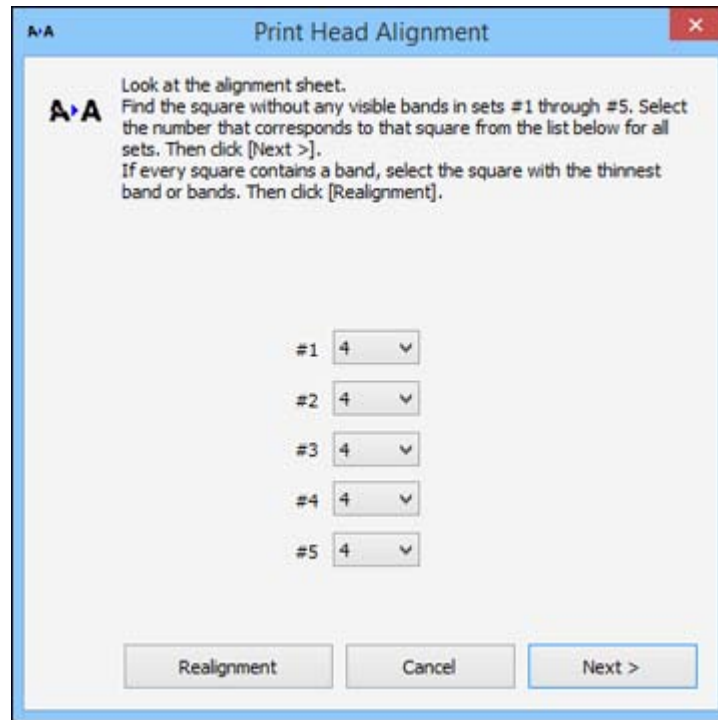 A▸A Print Head Alignment
A▸A
Look at the alignment sheet.
Find the square without any visible bands in sets #1 through #5. Select
the number that corresponds to that square from the list below for all
sets. Then click [Next >].
If every square contains a band, select the square with the thinnest
band or bands. Then click [Realignment].
#1 4
#2 4
#3 4
#4 4
#5 4
Realignment Cancel Next >